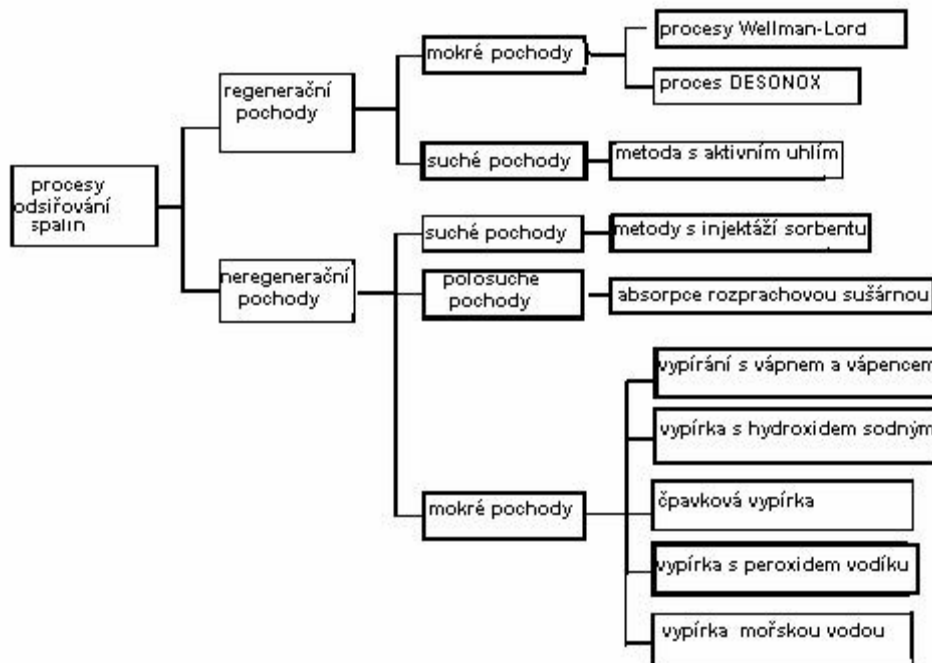 procesy Wellman-Lord
mokré pochody
proces DESONOX
regenerační
pochody
suché pochody
metoda s aktivním uhlím
procesy
odsiřování
spalin
suché pochody
metody s injektáží sorbentu
neregenerační
pochody
polosuche
pochody
absorpce rozprachovou sušárnou
vypírání s vápnem a vápencem
vypírka s hydroxidem sodným
mokré pochody
čpavková vypírka
vypírka s peroxidem vodíku
vypírka mořskou vodou